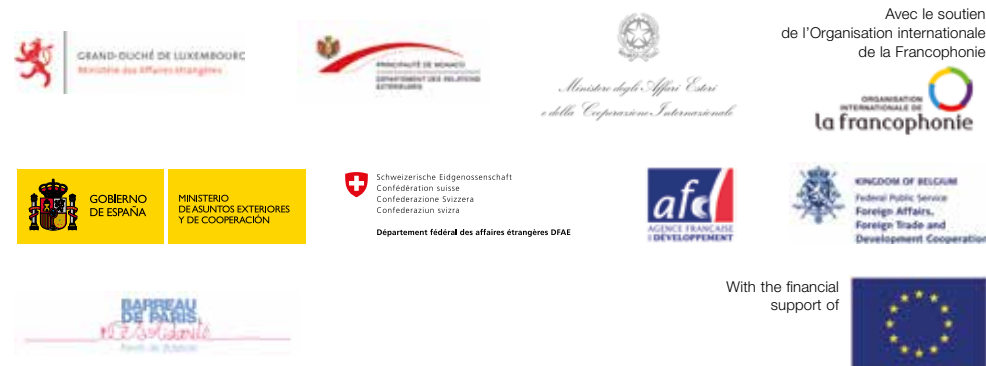 GRAND-DUCHÉ DE LUXEMBOURG
Ministère des Affaires étrangères
PRINCIPAUTÉ DE MONACO
DÉPARTEMENT DES RELATIONS
EXTÉRIEURES
Ministero degli Affari Esteri
e della Cooperazione Internazionale
Avec le soutien
de l'Organisation internationale
de la Francophonie
ORGANISATION
INTERNATIONALE DE
la francophonie
GOBIERNO
DE ESPAÑA
MINISTERIO
DE ASUNTOS EXTERIORES
Y DE COOPERACIÓN
Schweizerische Eidgenossenschaft
Confédération suisse
Confederazione Svizzera
Confederaziun svizra
Département fédéral des affaires étrangères DFAE
afd
AGENCE FRANÇAISE
DE DÉVELOPPEMENT
KINGDOM OF BELGIUM
Federal Public Service
Foreign Affairs,
Foreign Trade and
Development Cooperation
BARREAU
DE PARIS
Solidarité
With the financial
support of